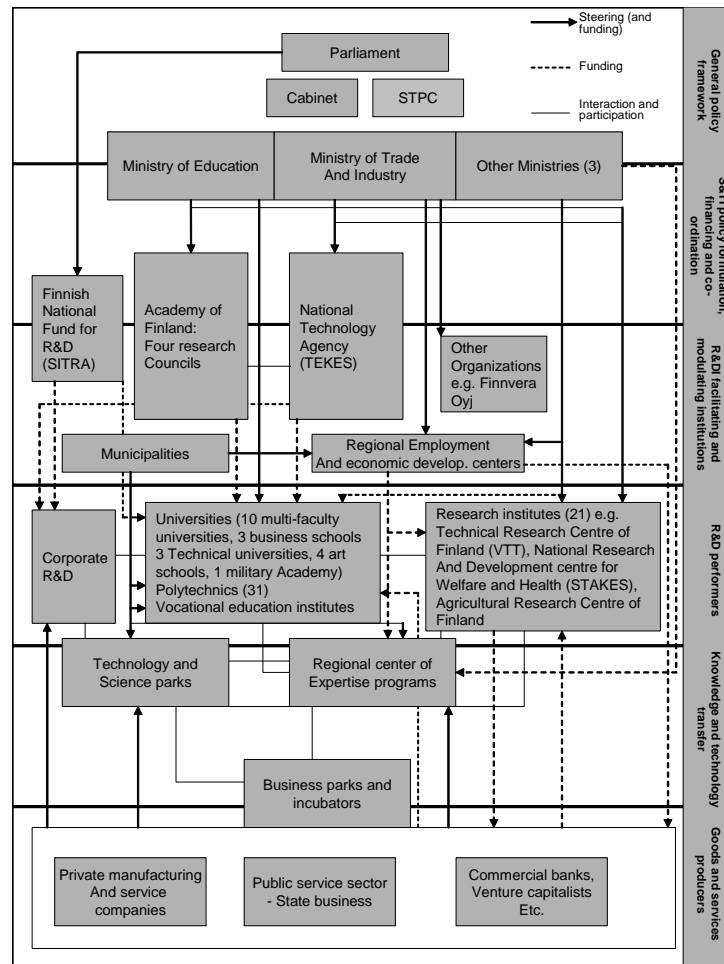 Steering (and
funding)
Funding
Interaction and
participation
Parliament
Cabinet
STPC
General policy
framework
Ministry of Education
Ministry of Trade
And Industry
Other Ministries (3)
S&TI policy formulation,
financing and co-
ordination
Finnish
National
Fund for
R&D
(SITRA)
Academy of
Finland:
Four research
Councils
National
Technology
Agency
(TEKES)
Other
Organizations
e.g. Finnvera
Oyj
R&DI facilitating and
modulating institutions
Municipalities
Regional Employment
And economic develop. centers
Corporate
R&D
Universities (10 multi-faculty
universities, 3 business schools
3 Technical universities, 4 art
schools, 1 military Academy)
Polytechnics (31)
Vocational education institutes
Research institutes (21) e.g.
Technical Research Centre of
Finland (VTT), National Research
And Development centre for
Welfare and Health (STAKES),
Agricultural Research Centre of
Finland
R&D performers
Technology and
Science parks
Regional center of
Expertise programs
Knowledge and technology
transfer
Business parks and
incubators
Private manufacturing
And service
companies
Public service sector
- State business
Commercial banks,
Venture capitalists
Etc.
Goods and services
producers